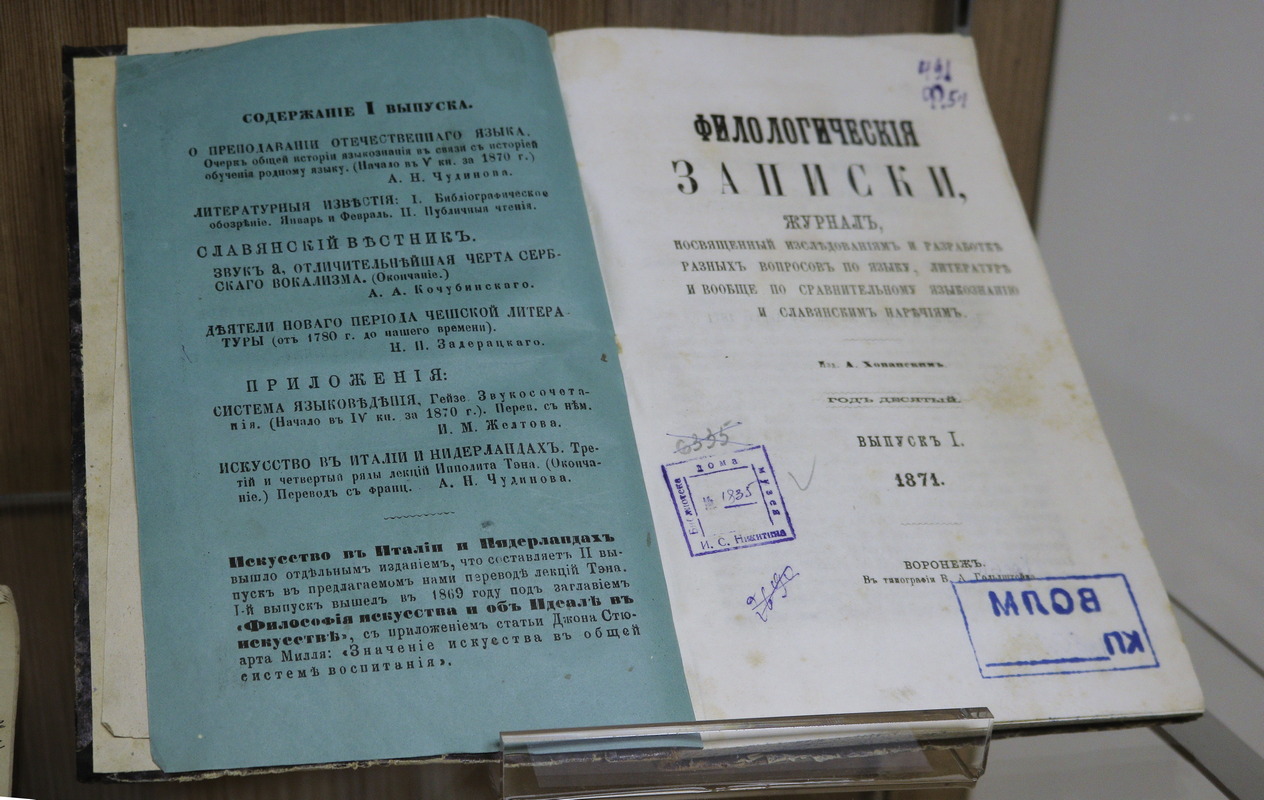 СОДЕРЖАНІЕ I ВЫПУСКА.
О ПРЕПОДАВАНІИ ОТЕЧЕСТВЕННАГО ЯЗЫКА.
Очеркъ общей исторіи языкознанія въ связи съ исторіей
обученія родному языку. (Начало въ V кн. за 1870 г.)
А. Н. Чудинова.
ЛИТЕРАТУРНЫЯ ИЗВѢСТІЯ: I. Библіографическое
обозрѣніе. Январь и Февраль. II. Публичныя чтенія.
СЛАВЯНСКІЙ ВѢСТНИКЪ.
ЗВУКЪ а, ОТЛИЧИТЕЛЬНѢЙШАЯ ЧЕРТА СЕРБ-
СКАГО ВОКАЛИЗМА. (Окончаніе.)
А. А. Кочубинскаго.
ДѢЯТЕЛИ НОВАГО ПЕРІОДА ЧЕШСКОЙ ЛИТЕРА
ТУРЫ (отъ 1780 г. до нашего времени).
Н. П. Задерацкаго.
ПРИЛОЖЕНІЯ:
СИСТЕМА ЯЗЫКОВѢДѢНІЯ, Гейзе. Звукосочета-
нія. (Начало въ IV кн. за 1870 г.). Перев. съ нѣм.
И. М. Желтова.
ИСКУССТВО ВЪ ИТАЛІИ И НИДЕРЛАНДАХЪ. Тре-
тій и четвертый ряды лекцій Ипполита Тэна. (Оконча-
ніе.) Переводъ съ франц. А. Н. Чудинова.
Искусство въ Италіи и Нидерландахъ
вышло отдѣльнымъ изданіемъ, что составляетъ II вы-
пускъ въ предлагаемомъ нами переводѣ лекцій Тэна.
I-й выпускъ вышелъ въ 1869 году подъ заглавіемъ
«Философія искусства и объ Идеалѣ въ
искусствѣ», съ приложеніемъ статьи Джона Стю-
арта Милля: «Значеніе искусства въ общей
системѣ воспитанія».
ФИЛОЛОГИЧЕСКІЯ
ЗАПИСКИ,
ЖУРНАЛЪ,
ПОСВЯЩЕННЫЙ ИЗСЛѢДОВАНІЯМЪ И РАЗРАБОТКѢ
РАЗНЫХЪ ВОПРОСОВЪ ПО ЯЗЫКУ, ЛИТЕРАТУРѢ
И ВООБЩЕ ПО СРАВНИТЕЛЬНОМУ ЯЗЫКОЗНАНІЮ
И СЛАВЯНСКИМЪ НАРѢЧІЯМЪ.
Изд. А. Хованскимъ.
ГОДЪ ДЕСЯТЫЙ.
ВЫПУСКЪ I.
1871.
6335
Библиотека
дома
музея
№ 1835
И. С. Никитина
ВОРОНЕЖЪ.
Въ типографіи В. А.
ВОЛМ
КП